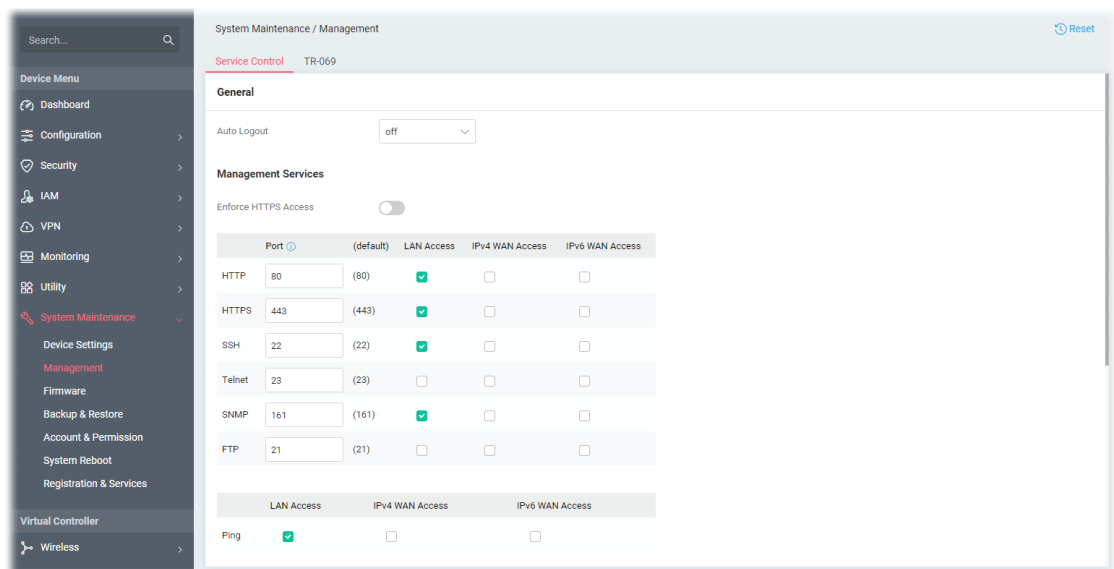 Search...
Device Menu
Dashboard
Configuration
Security
IAM
VPN
Monitoring
Utility
System Maintenance
Device Settings
Management
Firmware
Backup & Restore
Account & Permission
System Reboot
Registration & Services
Virtual Controller
Wireless
System Maintenance / Management
Reset
Service Control TR-069
General
Auto Logout off
Management Services
Enforce HTTPS Access
Port (default) LAN Access IPv4 WAN Access IPv6 WAN Access
HTTP 80 (80)
HTTPS 443 (443)
SSH 22 (22)
Telnet 23 (23)
SNMP 161 (161)
FTP 21 (21)
LAN Access IPv4 WAN Access IPv6 WAN Access
Ping